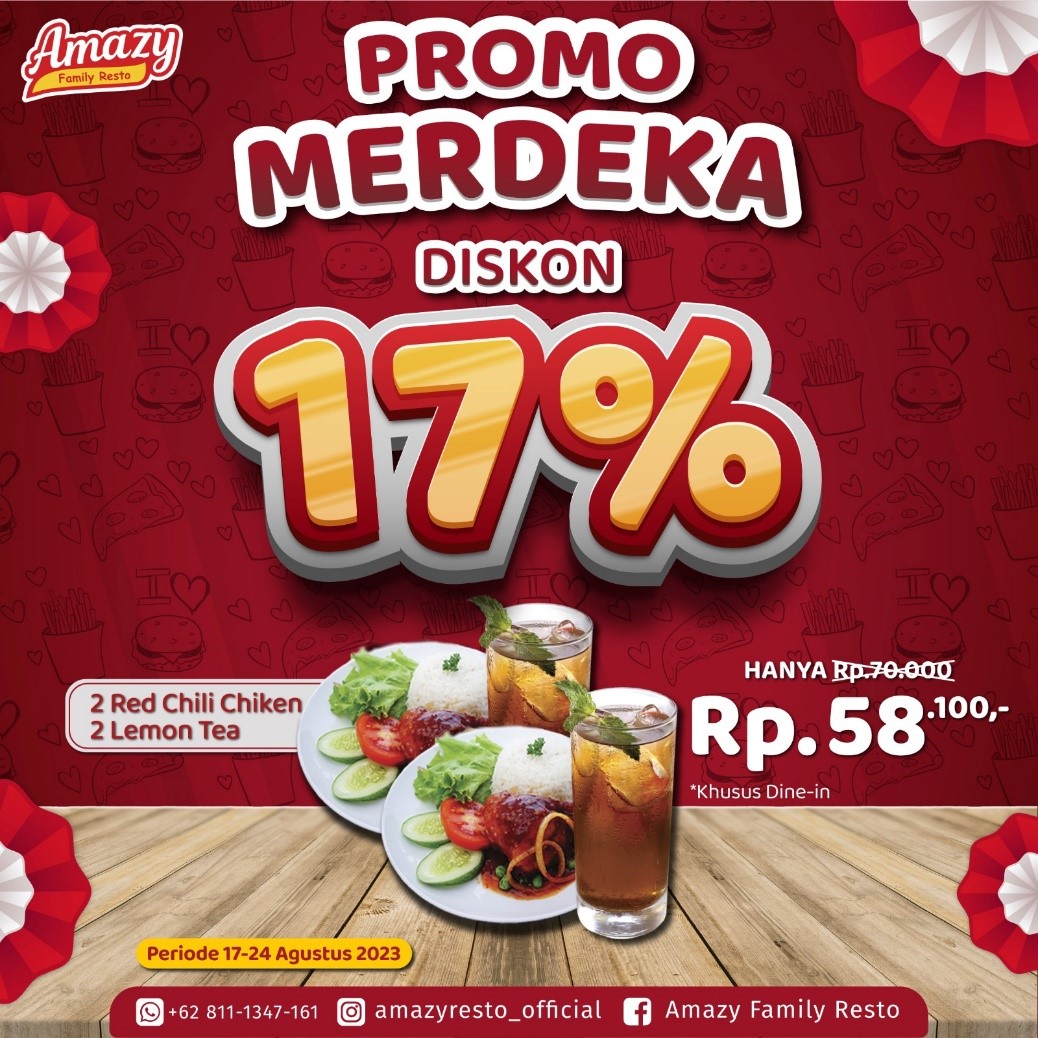 Amazy
Family Resto
PROMO
MERDEKA
DISKON
17%
2 Red Chili Chiken
2 Lemon Tea
HANYA Rp.70.000
Rp.58.100,-
*Khusus Dine-in
Periode 17-24 Agustus 2023
+62 811-1347-161 amazyresto_official Amazy Family Resto